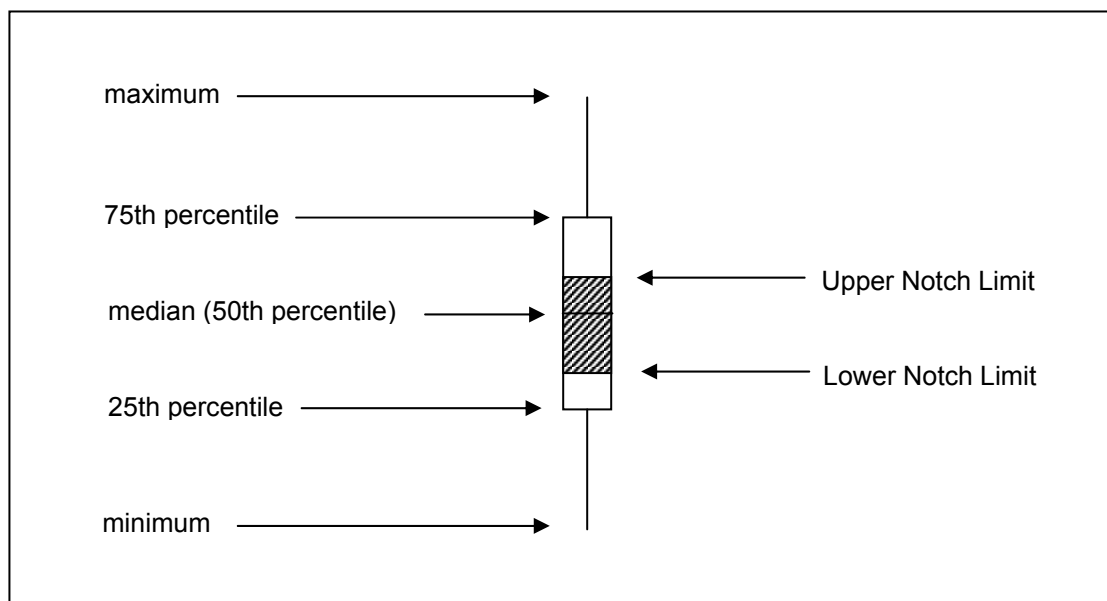 maximum
75th percentile
Upper Notch Limit
median (50th percentile)
Lower Notch Limit
25th percentile
minimum